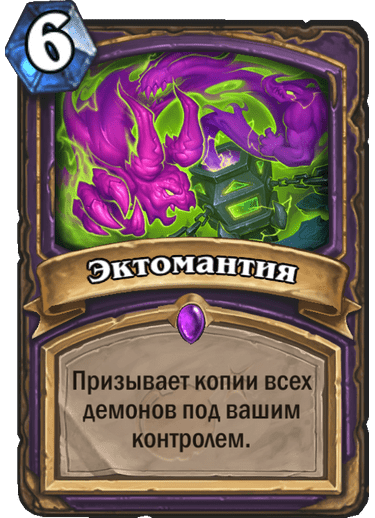 6
Эктомантия
Призывает копии всех
демонов под вашим
контролем.